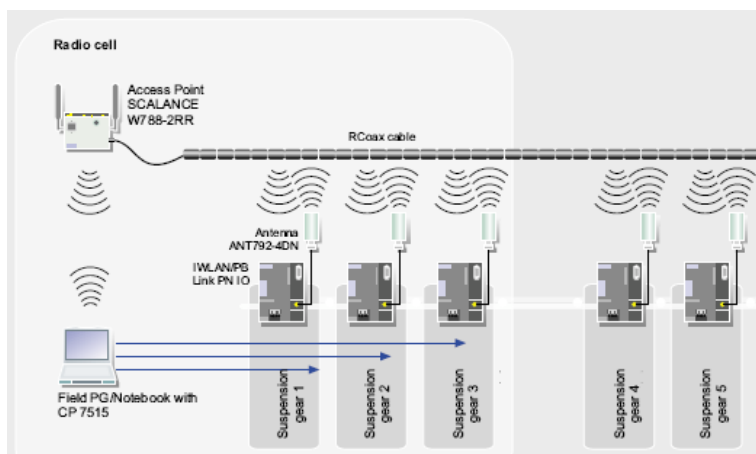 Radio cell
Access Point
SCALANCE
W788-2RR
RCoax cable
Antenna
ANT792-4DN
IWLAN/PB
Link PN IO
Field PG/Notebook with
CP 7515
Suspension
gear 1
Suspension
gear 2
Suspension
gear 3
Suspension
gear 4
Suspension
gear 5